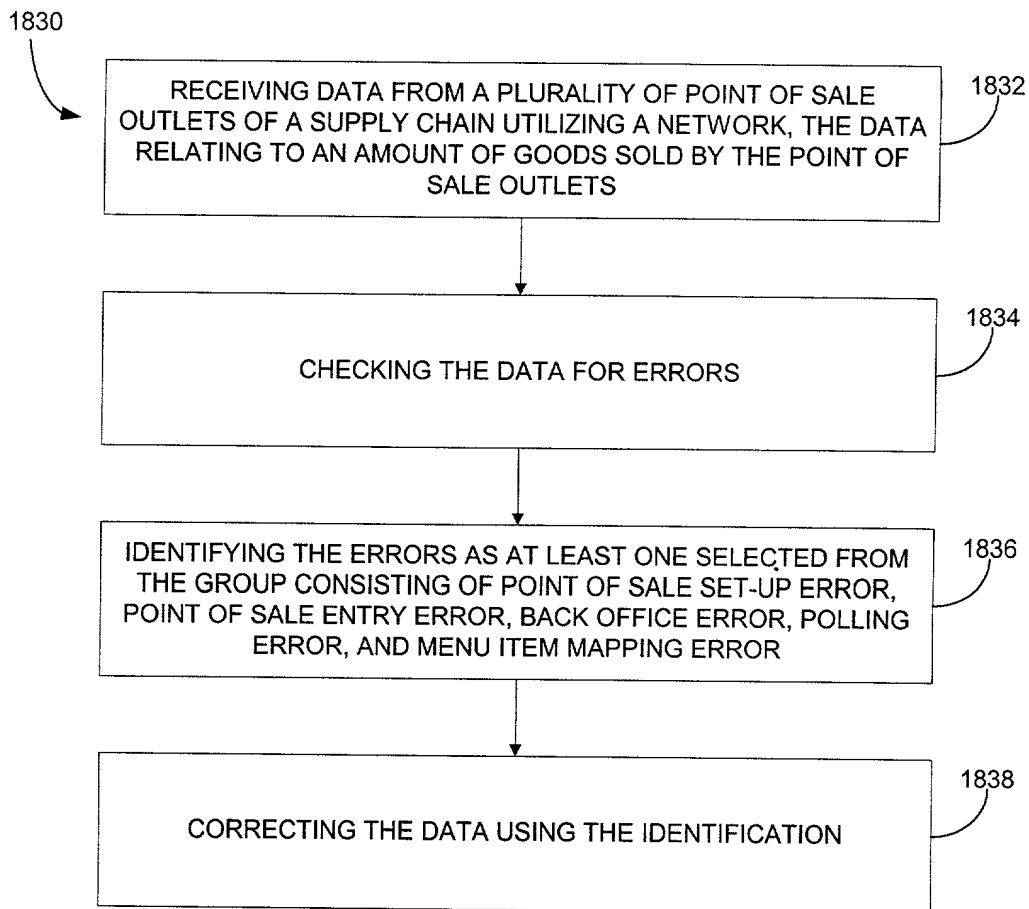 1830
RECEIVING DATA FROM A PLURALITY OF POINT OF SALE
OUTLETS OF A SUPPLY CHAIN UTILIZING A NETWORK, THE DATA
RELATING TO AN AMOUNT OF GOODS SOLD BY THE POINT OF
SALE OUTLETS
1832
CHECKING THE DATA FOR ERRORS
1834
IDENTIFYING THE ERRORS AS AT LEAST ONE SELECTED FROM
THE GROUP CONSISTING OF POINT OF SALE SET-UP ERROR,
POINT OF SALE ENTRY ERROR, BACK OFFICE ERROR, POLLING
ERROR, AND MENU ITEM MAPPING ERROR
1836
CORRECTING THE DATA USING THE IDENTIFICATION
1838